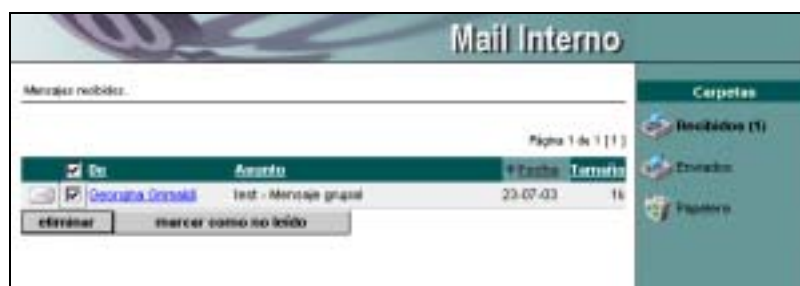 Mail Interno
Mensajes recibidos.
Carpetas
Recibidos (1)
Página 1 de 1 [1]
De Asunto Fecha Tamaño
Enviados
Georgina Grimaldi test - Mensaje grupal 23-07-03 1k
Papelera
eliminar marcar como no leído